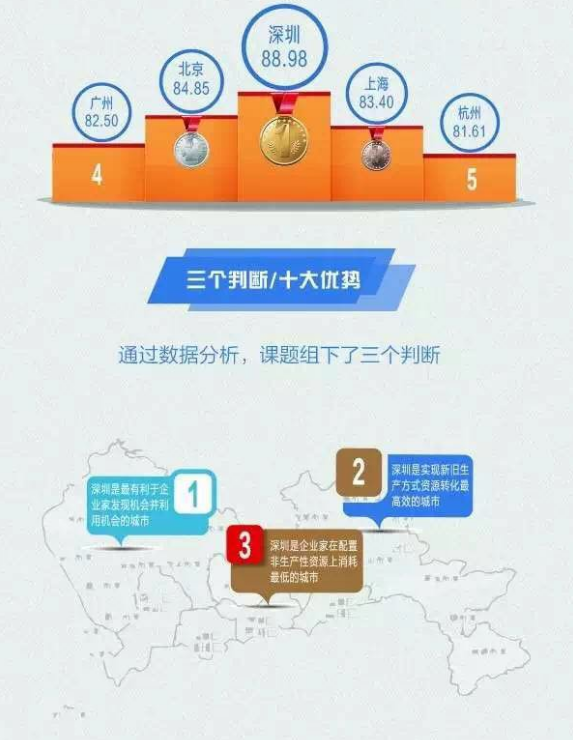 深圳
88.98
北京
84.85
上海
83.40
广州
82.50
杭州
81.61
1
4
5
三个判断/十大优势
通过数据分析，课题组下了三个判断
1
深圳是最有利于企
业家发现机会并利
用机会的城市
2
深圳是实现新旧生
产方式资源转化最
高效的城市
3
深圳是企业家在配置
非生产性资源上消耗
最低的城市